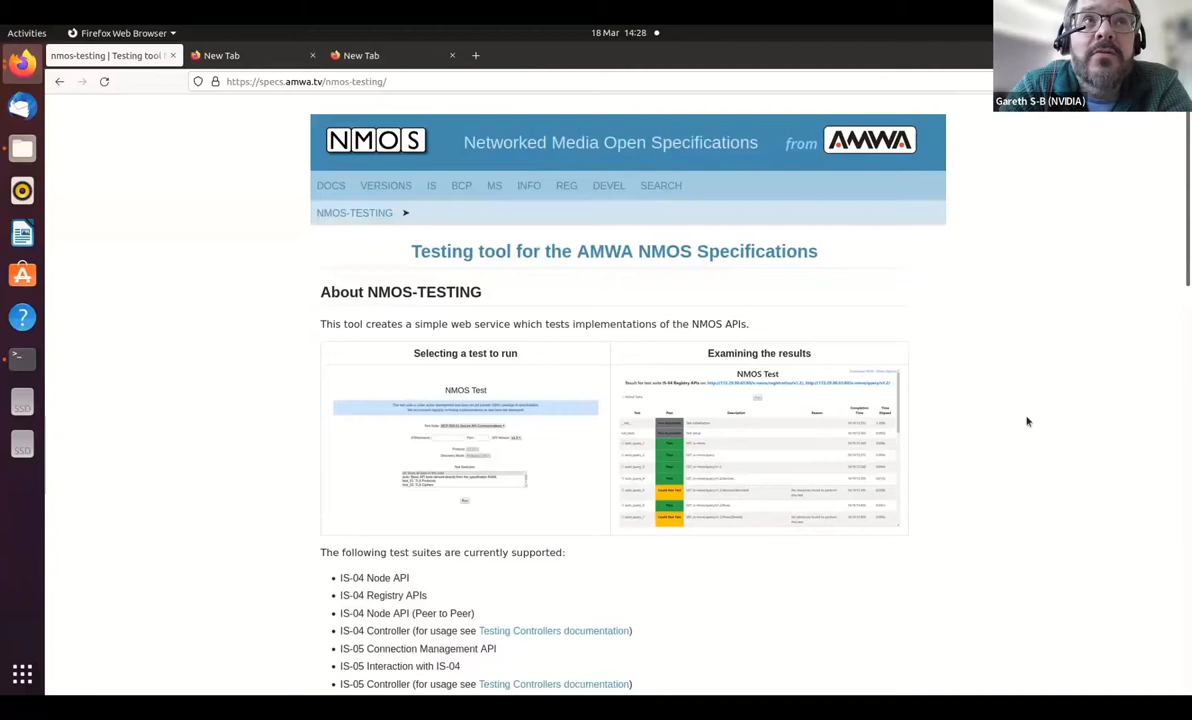 Activities
Firefox Web Browser
18 Mar 14:28
nmos-testing | Testing tool
New Tab
New Tab
https://specs.amwa.tv/nmos-testing/
Gareth S-B (NVIDIA)
NMOS
Networked Media Open Specifications
from
AMWA
DOCS
VERSIONS
IS
BCP
MS
INFO
REG
DEVEL
SEARCH
NMOS-TESTING
Testing tool for the AMWA NMOS Specifications
About NMOS-TESTING
This tool creates a simple web service which tests implementations of the NMOS APIs.
Selecting a test to run
Examining the results
NMOS Test
NMOS Test
The following test suites are currently supported:
IS-04 Node API
IS-04 Registry APIs
IS-04 Node API (Peer to Peer)
IS-04 Controller (for usage see Testing Controllers documentation)
IS-05 Connection Management API
IS-05 Interaction with IS-04
IS-05 Controller (for usage see Testing Controllers documentation)
SSD
SSD